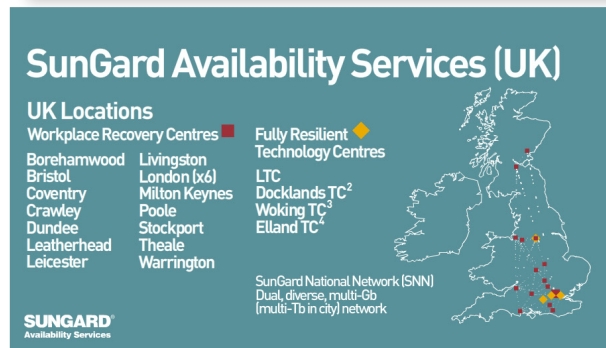 SunGard Availability Services (UK)
UK Locations
Workplace Recovery Centres
Borehamwood
Bristol
Coventry
Crawley
Dundee
Leatherhead
Leicester
Livingston
London (x6)
Milton Keynes
Poole
Stockport
Theale
Warrington
Fully Resilient
Technology Centres
LTC
Docklands TC²
Woking TC³
Elland TC⁴
SunGard National Network (SNN)
Dual, diverse, multi-Gb
(multi-Tb in city) network
SUNGARD®
Availability Services